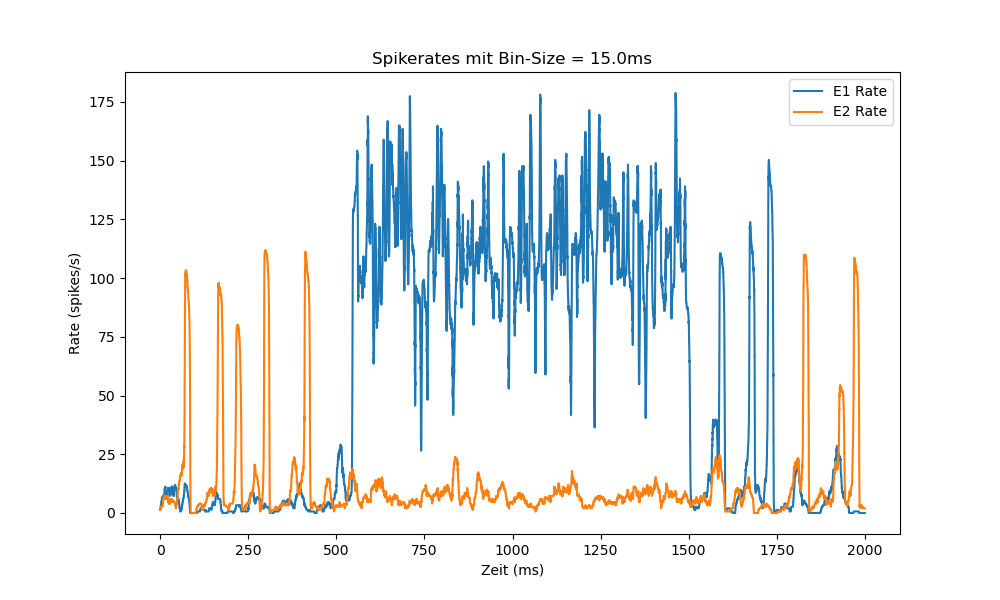 Spikerates mit Bin-Size = 15.0ms
E1 Rate
E2 Rate
175
150
125
100
75
50
25
0
Rate (spikes/s)
0 250 500 750 1000 1250 1500 1750 2000
Zeit (ms)